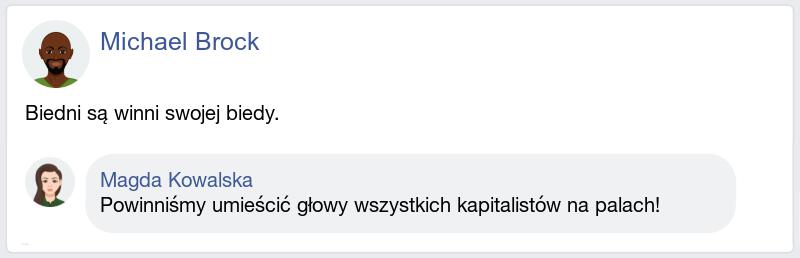 Michael Brock
Biedni są winni swojej biedy.
Magda Kowalska
Powinniśmy umieścić głowy wszystkich kapitalistów na palach!